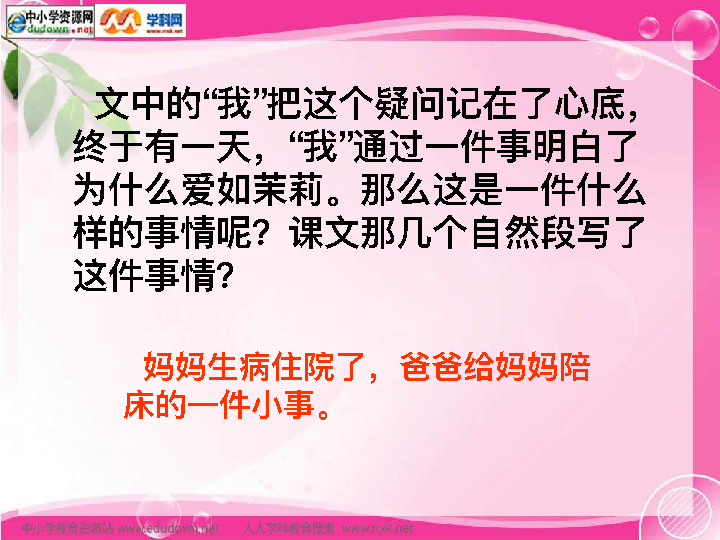 中小学资源网
dudown.net
学科网
www.nrxk.net
文中的“我”把这个疑问记在了心底，
终于有一天，“我”通过一件事明白了
为什么爱如茉莉。那么这是一件什么
样的事情呢？课文那几个自然段写了
这件事情？
妈妈生病住院了，爸爸给妈妈陪
床的一件小事。
中小学教育资源站 www.edudown.net 人人学科教育搜索 www.nrxk.net